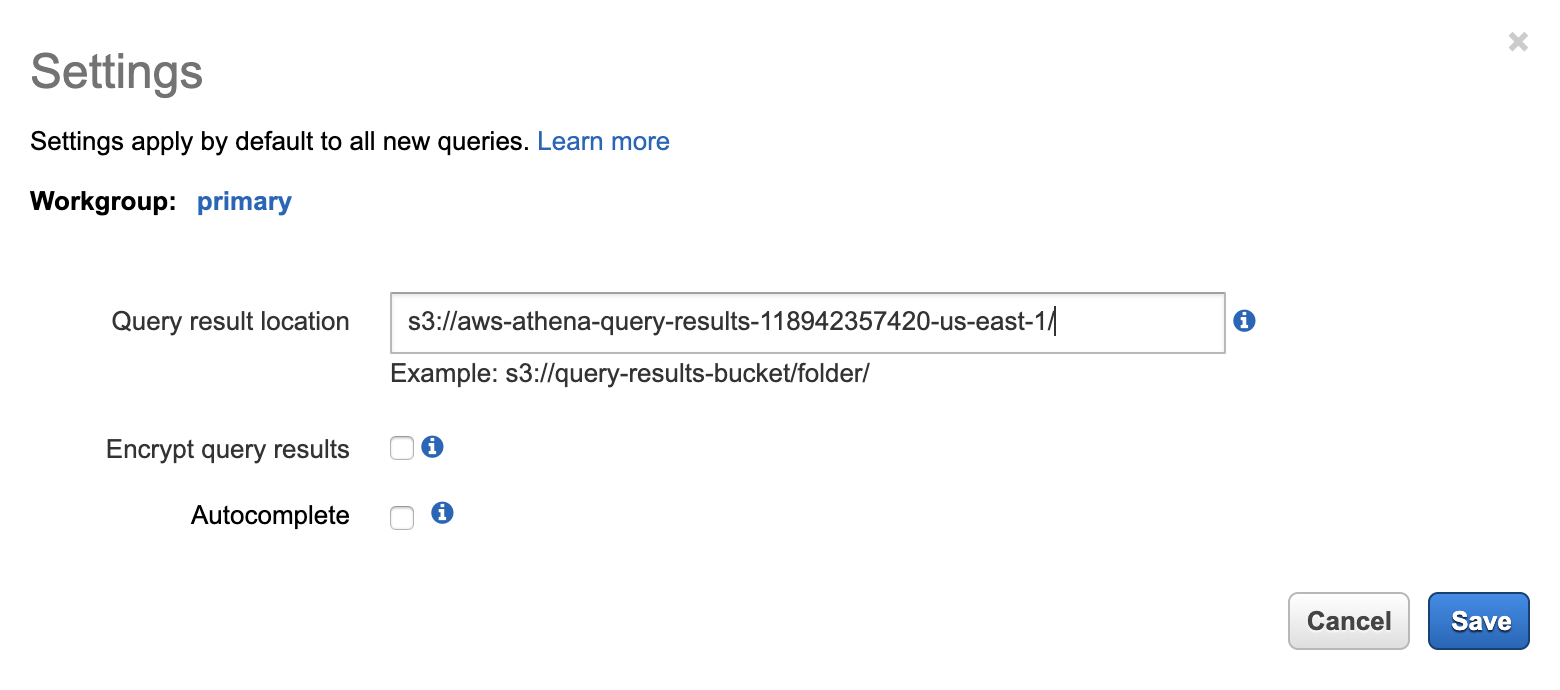 Settings
Settings apply by default to all new queries. Learn more
Workgroup: primary
Query result location s3://aws-athena-query-results-118942357420-us-east-1/
Example: s3://query-results-bucket/folder/
Encrypt query results
Autocomplete
Cancel Save